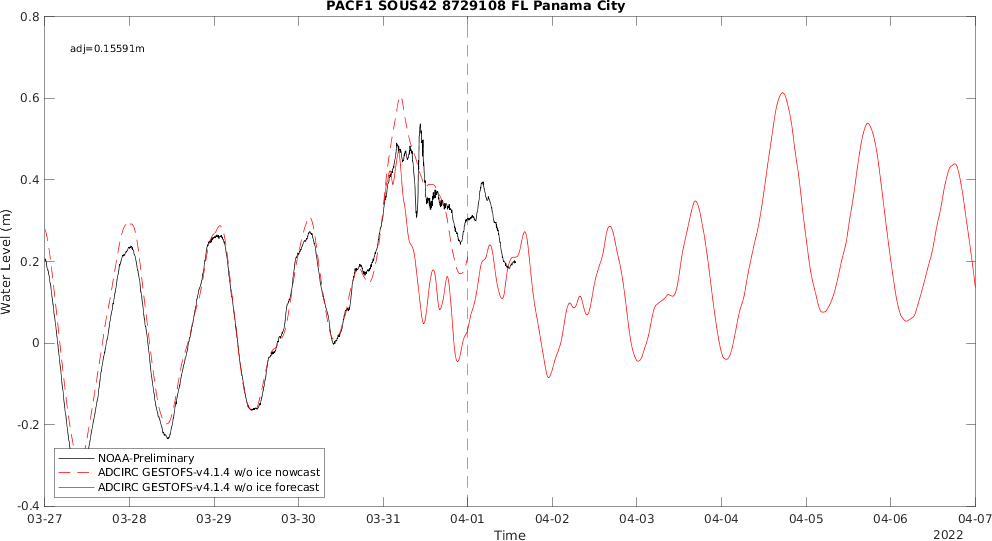 PACF1 SOUS42 8729108 FL Panama City
adj=0.15591m
0.8
0.6
0.4
0.2
0
-0.2
-0.4
Water Level (m)
NOAA-Preliminary
ADCIRC GESTOFS-v4.1.4 w/o ice nowcast
ADCIRC GESTOFS-v4.1.4 w/o ice forecast
03-27 03-28 03-29 03-30 03-31 04-01 04-02 04-03 04-04 04-05 04-06 04-07
Time
2022